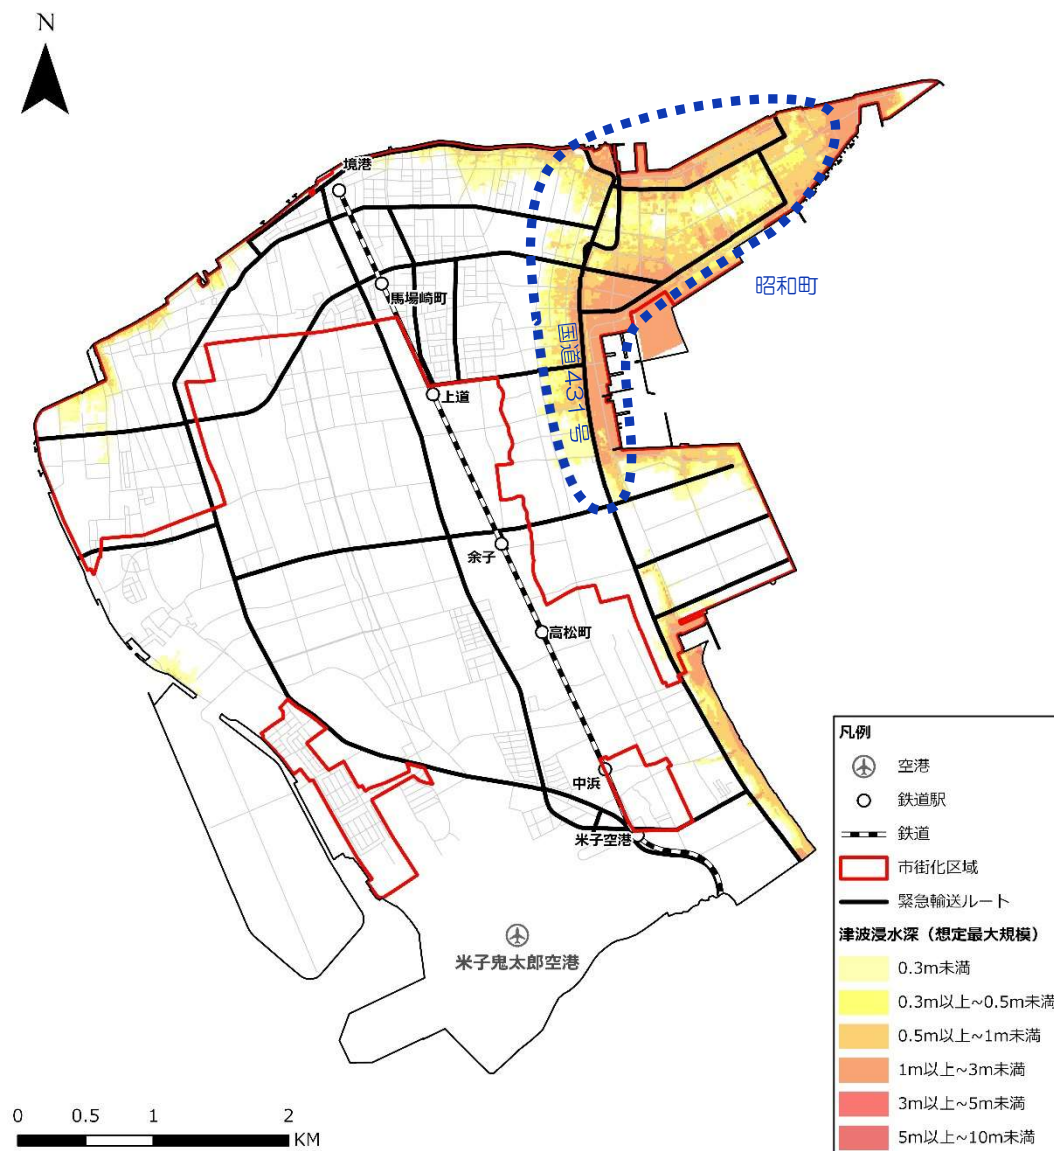 N
境港
馬場崎町
昭和町
国道431号
上道
余子
高松町
中浜
米子空港
米子鬼太郎空港
凡例
空港
鉄道駅
鉄道
市街化区域
緊急輸送ルート
津波浸水深（想定最大規模）
0.3m未満
0.3m以上~0.5m未満
0.5m以上~1m未満
1m以上~3m未満
3m以上~5m未満
5m以上~10m未満
0 0.5 1 2
KM